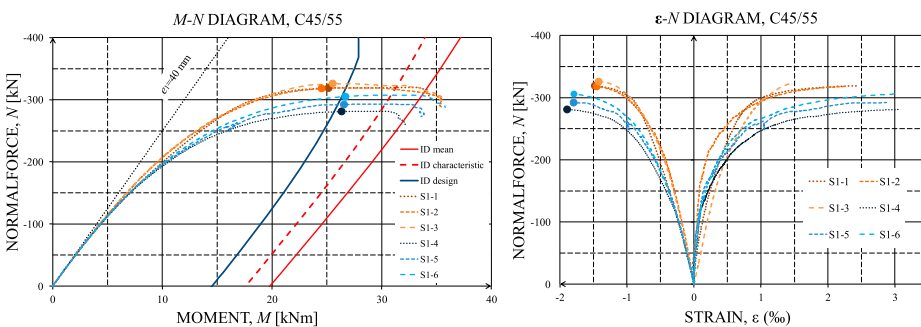 M-N DIAGRAM, C45/55
NORMALFORCE, N [kN]
-400
-300
-200
-100
0
e₁=40 mm
ID mean
ID characteristic
ID design
S1-1
S1-2
S1-3
S1-4
S1-5
S1-6
0 10 20 30 40
MOMENT, M [kNm]
ε-N DIAGRAM, C45/55
NORMALFORCE, N [kN]
-400
-300
-200
-100
0
S1-1 S1-2
S1-3 S1-4
S1-5 S1-6
-2 -1 0 1 2 3
STRAIN, ε (‰)